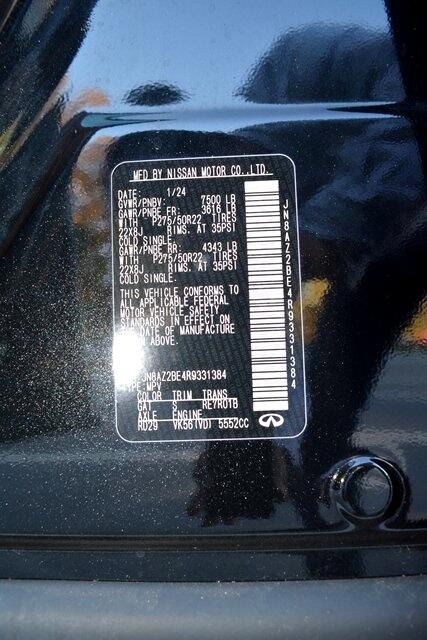 MFD BY NISSAN MOTOR CO.,LTD.
DATE: 1/24
GVWR/PNBV: 7500 LB
GAWR/PNBE FR: 3616 LB
WITH P275/50R22 TIRES
22X8J RIMS. AT 35PSI
COLD SINGLE.
GAWR/PNBE RR: 4343 LB
WITH P275/50R22 TIRES
22X8J RIMS. AT 35PSI
COLD SINGLE.
THIS VEHICLE CONFORMS TO
ALL APPLICABLE FEDERAL
MOTOR VEHICLE SAFETY
STANDARDS IN EFFECT ON
THE DATE OF MANUFACTURE
SHOWN ABOVE.
JN8AZ2BE4R9331384
TYPE: MPV
COLOR TRIM TRANS
GAT S RE7R01B
AXLE ENGINE
RD29 VK56(VD) 5552CC
JN8AZ2BE4R9331384